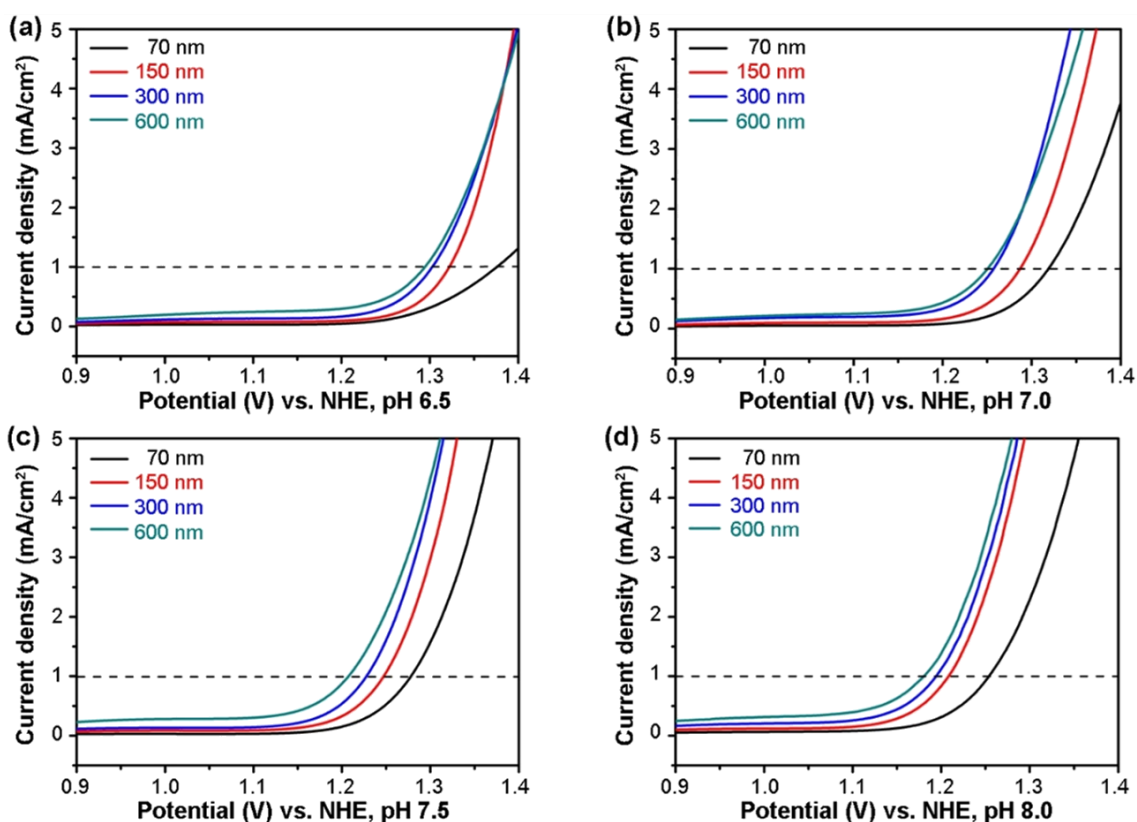 (a)
70 nm
150 nm
300 nm
600 nm
Current density (mA/cm²)
5
4
3
2
1
0
0.9 1.0 1.1 1.2 1.3 1.4
Potential (V) vs. NHE, pH 6.5
(b)
70 nm
150 nm
300 nm
600 nm
Current density (mA/cm²)
5
4
3
2
1
0
0.9 1.0 1.1 1.2 1.3 1.4
Potential (V) vs. NHE, pH 7.0
(c)
70 nm
150 nm
300 nm
600 nm
Current density (mA/cm²)
5
4
3
2
1
0
0.9 1.0 1.1 1.2 1.3 1.4
Potential (V) vs. NHE, pH 7.5
(d)
70 nm
150 nm
300 nm
600 nm
Current density (mA/cm²)
5
4
3
2
1
0
0.9 1.0 1.1 1.2 1.3 1.4
Potential (V) vs. NHE, pH 8.0